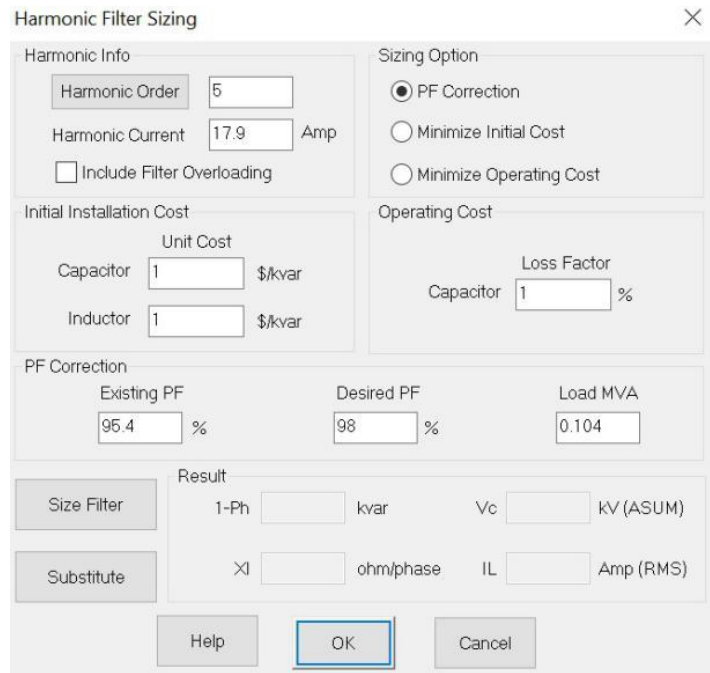 Harmonic Filter Sizing
Harmonic Info
Harmonic Order 5
Harmonic Current 17.9 Amp
Include Filter Overloading
Sizing Option
PF Correction
Minimize Initial Cost
Minimize Operating Cost
Initial Installation Cost
Unit Cost
Capacitor 1 $/kvar
Inductor 1 $/kvar
Operating Cost
Loss Factor
Capacitor 1 %
PF Correction
Existing PF Desired PF Load MVA
95.4 % 98 % 0.104
Size Filter
Substitute
Result
1-Ph kvar Vc kV (ASUM)
Xl ohm/phase IL Amp (RMS)
Help OK Cancel